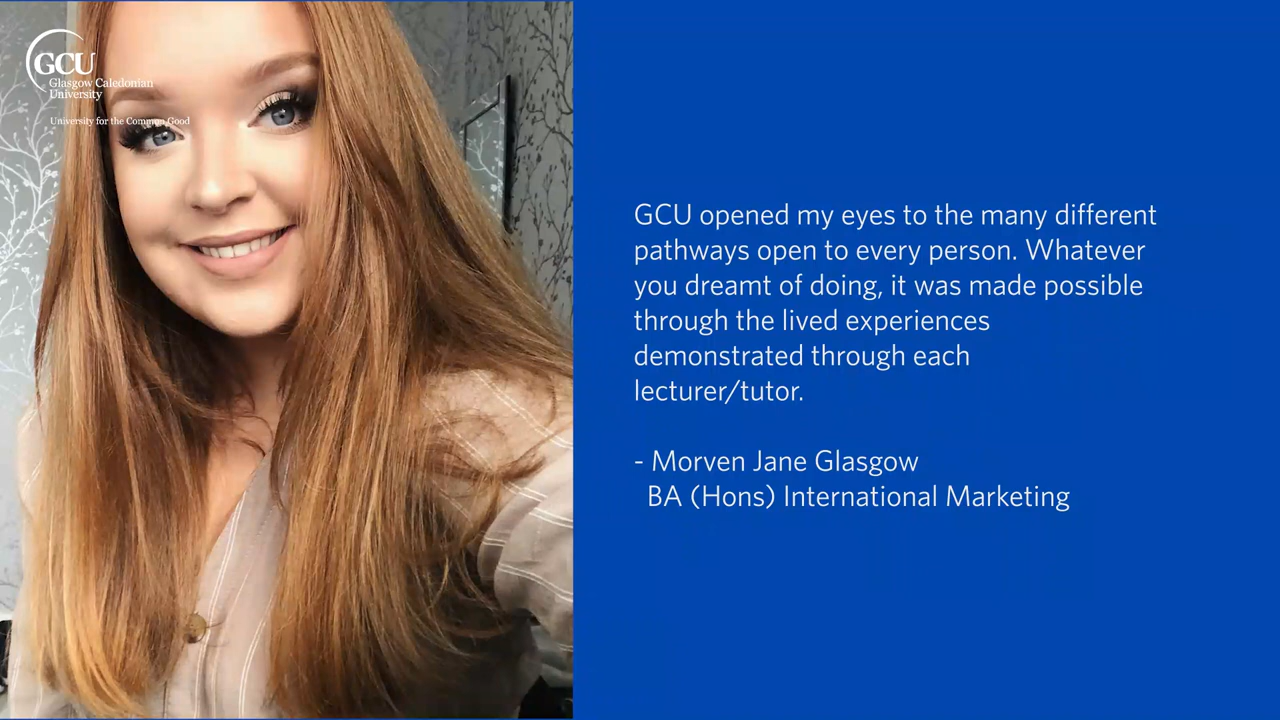 GCU
Glasgow Caledonian
University
University for the Common Good
GCU opened my eyes to the many different
pathways open to every person. Whatever
you dreamt of doing, it was made possible
through the lived experiences
demonstrated through each
lecturer/tutor.
- Morven Jane Glasgow
BA (Hons) International Marketing